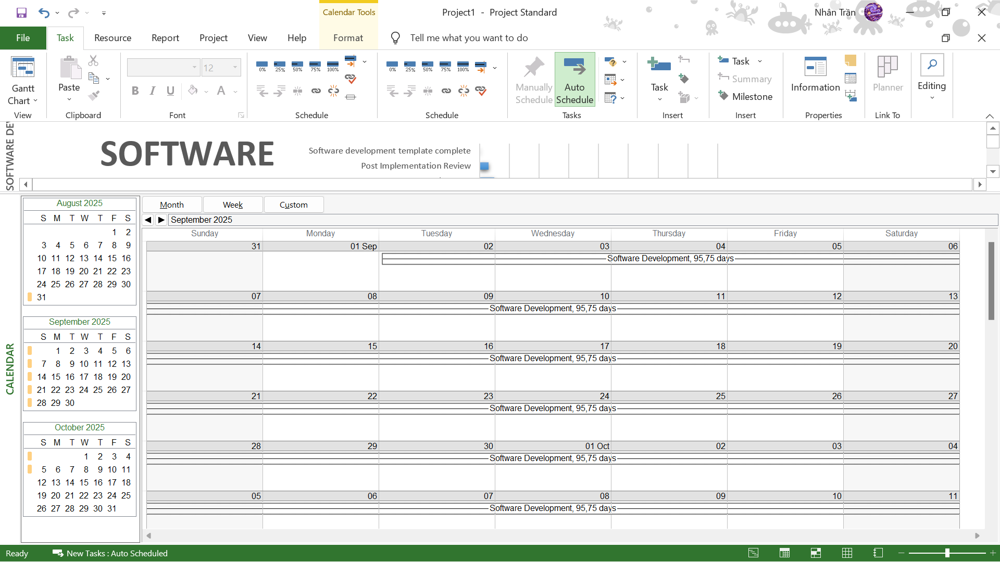 Calendar Tools
Project1 - Project Standard
Nhân Trần
File
Task
Resource
Report
Project
View
Help
Format
Tell me what you want to do
Gantt Chart
View
Paste
Clipboard
12
B I U A
Font
0% 25% 50% 75% 100%
Schedule
0% 25% 50% 75% 100%
Schedule
Manually Schedule
Auto Schedule
Tasks
Task
Insert
Task
Summary
Milestone
Insert
Information
Properties
Planner
Link To
Editing
SOFTWARE DEV
SOFTWARE
Software development template complete
Post Implementation Review
CALENDAR
August 2025
S M T W T F S
1 2
3 4 5 6 7 8 9
10 11 12 13 14 15 16
17 18 19 20 21 22 23
24 25 26 27 28 29 30
31
September 2025
S M T W T F S
1 2 3 4 5 6
7 8 9 10 11 12 13
14 15 16 17 18 19 20
21 22 23 24 25 26 27
28 29 30
October 2025
S M T W T F S
1 2 3 4
5 6 7 8 9 10 11
12 13 14 15 16 17 18
19 20 21 22 23 24 25
26 27 28 29 30 31
Month
Week
Custom
September 2025
Sunday Monday Tuesday Wednesday Thursday Friday Saturday
31 01 Sep 02 03 04 05 06
Software Development, 95,75 days
07 08 09 10 11 12 13
Software Development, 95,75 days
14 15 16 17 18 19 20
Software Development, 95,75 days
21 22 23 24 25 26 27
Software Development, 95,75 days
28 29 30 01 Oct 02 03 04
Software Development, 95,75 days
05 06 07 08 09 10 11
Software Development, 95,75 days
Ready
New Tasks : Auto Scheduled